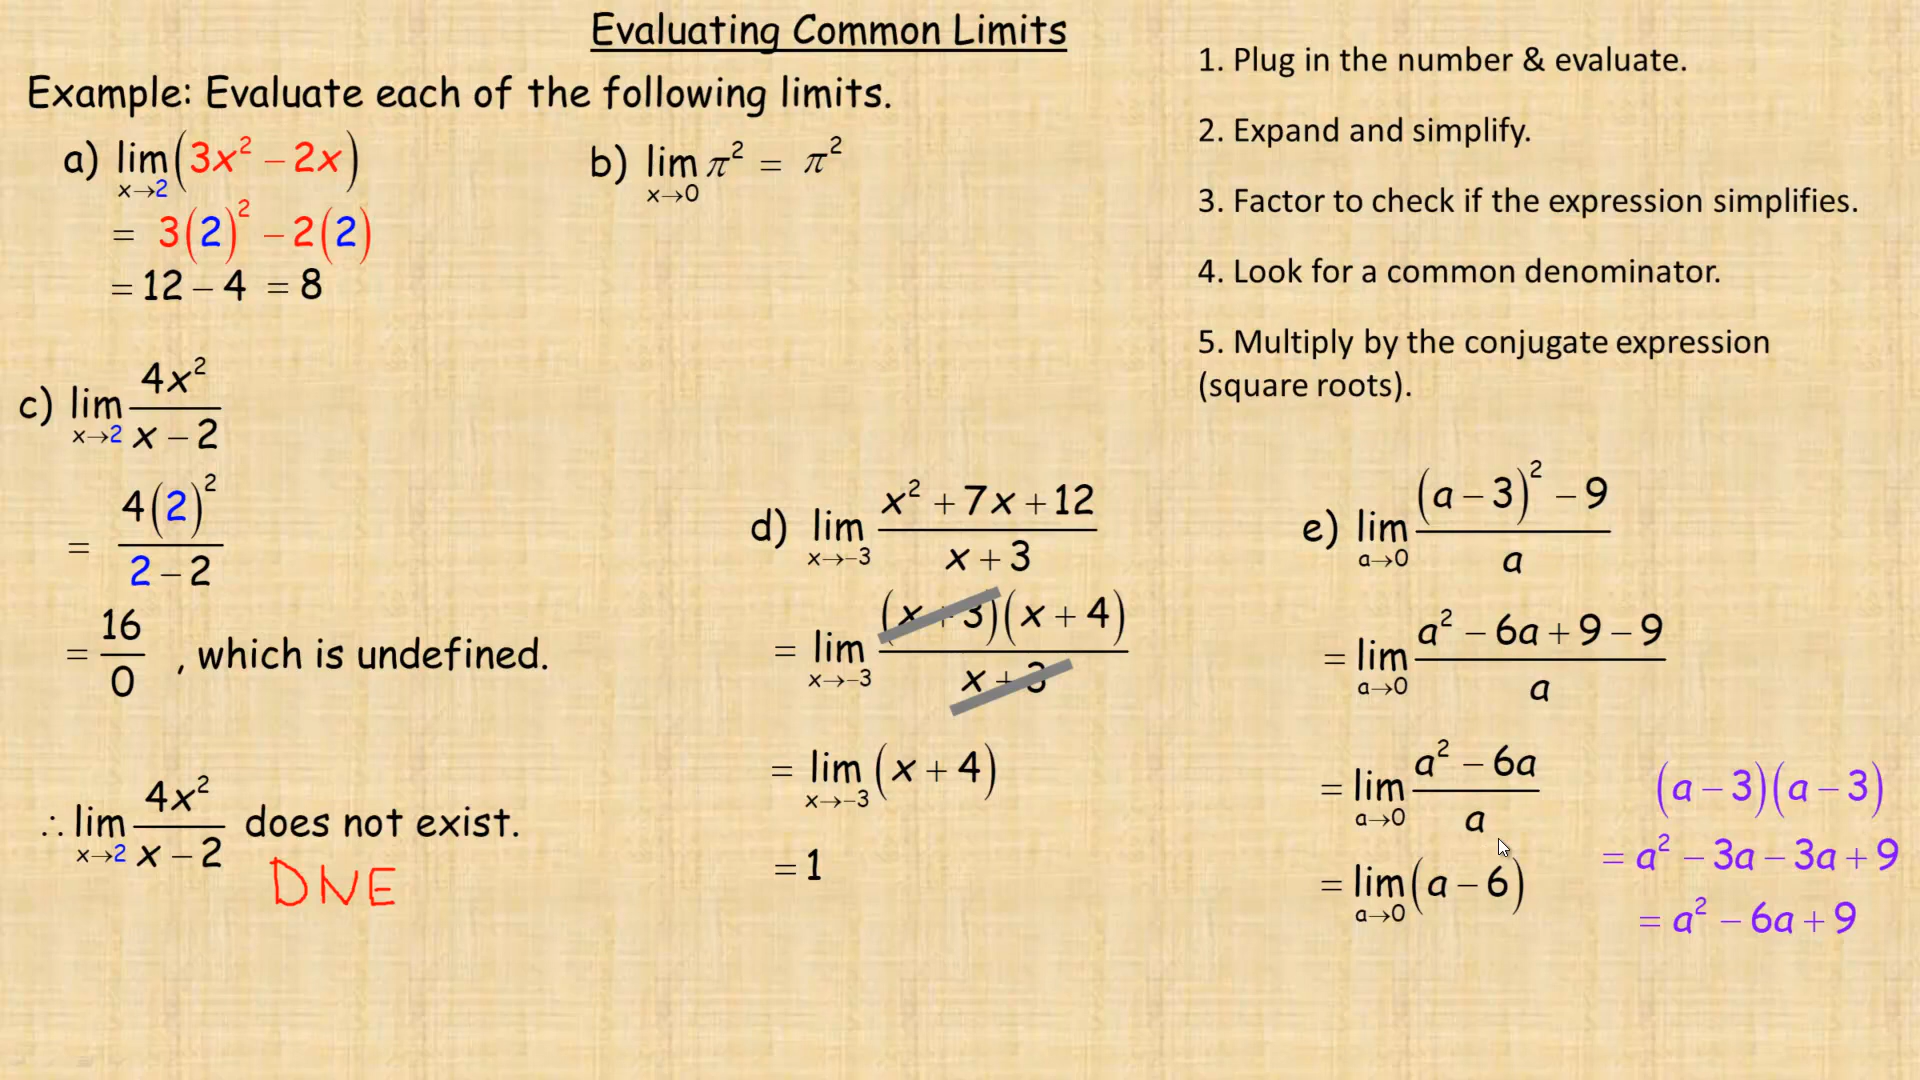 Evaluating Common Limits
Example: Evaluate each of the following limits.
a) lim x→2 (3x² − 2x)
= 3(2)² − 2(2)
= 12 − 4 = 8
b) lim x→0 π² = π²
c) lim x→2 4x² / x − 2
= 4(2)² / 2 − 2
= 16 / 0 , which is undefined.
∴ lim x→2 4x² / x − 2 does not exist.
DNE
1. Plug in the number & evaluate.
2. Expand and simplify.
3. Factor to check if the expression simplifies.
4. Look for a common denominator.
5. Multiply by the conjugate expression
(square roots).
d) lim x→−3 x² + 7x + 12 / x + 3
= lim x→−3 (x + 3)(x + 4) / x + 3
= lim x→−3 (x + 4)
= 1
e) lim a→0 (a − 3)² − 9 / a
= lim a→0 a² − 6a + 9 − 9 / a
= lim a→0 a² − 6a / a
= lim a→0 (a − 6)
(a − 3)(a − 3)
= a² − 3a − 3a + 9
= a² − 6a + 9